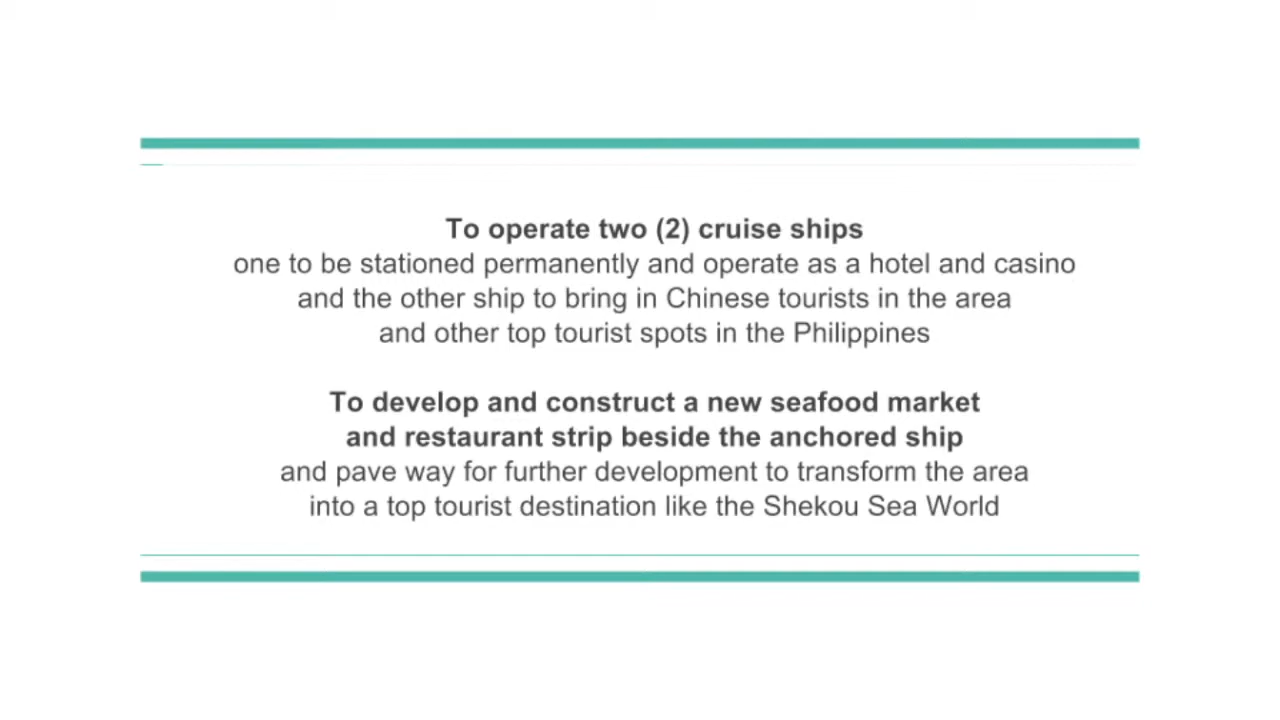 To operate two (2) cruise ships
one to be stationed permanently and operate as a hotel and casino
and the other ship to bring in Chinese tourists in the area
and other top tourist spots in the Philippines
To develop and construct a new seafood market
and restaurant strip beside the anchored ship
and pave way for further development to transform the area
into a top tourist destination like the Shekou Sea World